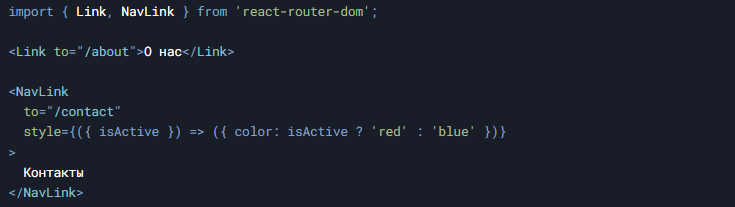 import { Link, NavLink } from 'react-router-dom';
<Link to="/about">О нас</Link>
<NavLink
to="/contact"
style={({ isActive }) => ({ color: isActive ? 'red' : 'blue' })}
>
Контакты
</NavLink>